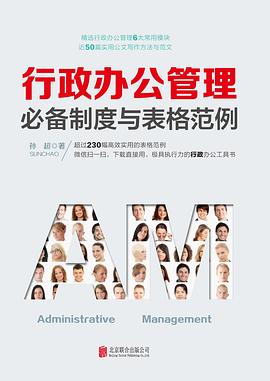 精选行政办公管理6大常用模块
近50篇实用公文写作方法与范文
行政办公管理
必备制度与表格范例
孙 超◎著
SUNCHAO
超过230幅高效实用的表格范例
微信扫一扫,下载直接用,极具执行力的行政办公工具书
AM
Administrative Management
北京联合出版公司
Beijing United Publishing Co.,Ltd.